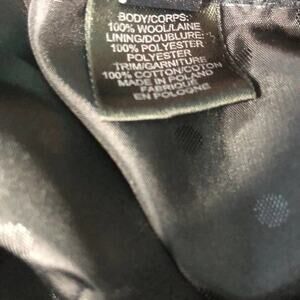 BODY/CORPS:
100% WOOL/LAINE
LINING/DOUBLURE:
100% POLYESTER
POLYESTER
TRIM/GARNITURE
100% COTTON/COTON
MADE IN POLAND
FABRIQUE
EN POLOGNE